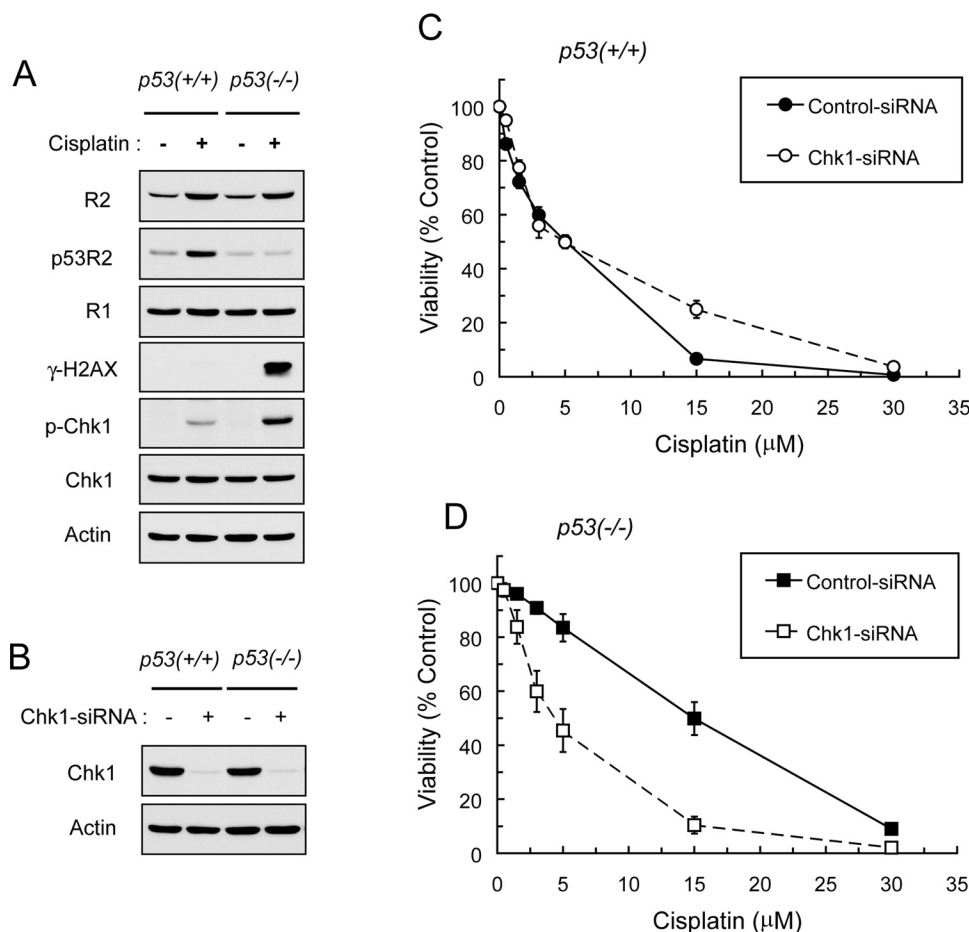 A
p53(+/+) p53(-/-)
Cisplatin : - + - +
R2
p53R2
R1
γ-H2AX
p-Chk1
Chk1
Actin
B
p53(+/+) p53(-/-)
Chk1-siRNA : - + - +
Chk1
Actin
C
p53(+/+)
Control-siRNA
Chk1-siRNA
Viability (% Control)
100
80
60
40
20
0
0 5 10 15 20 25 30 35
Cisplatin (μM)
D
p53(-/-)
Control-siRNA
Chk1-siRNA
Viability (% Control)
100
80
60
40
20
0
0 5 10 15 20 25 30 35
Cisplatin (μM)